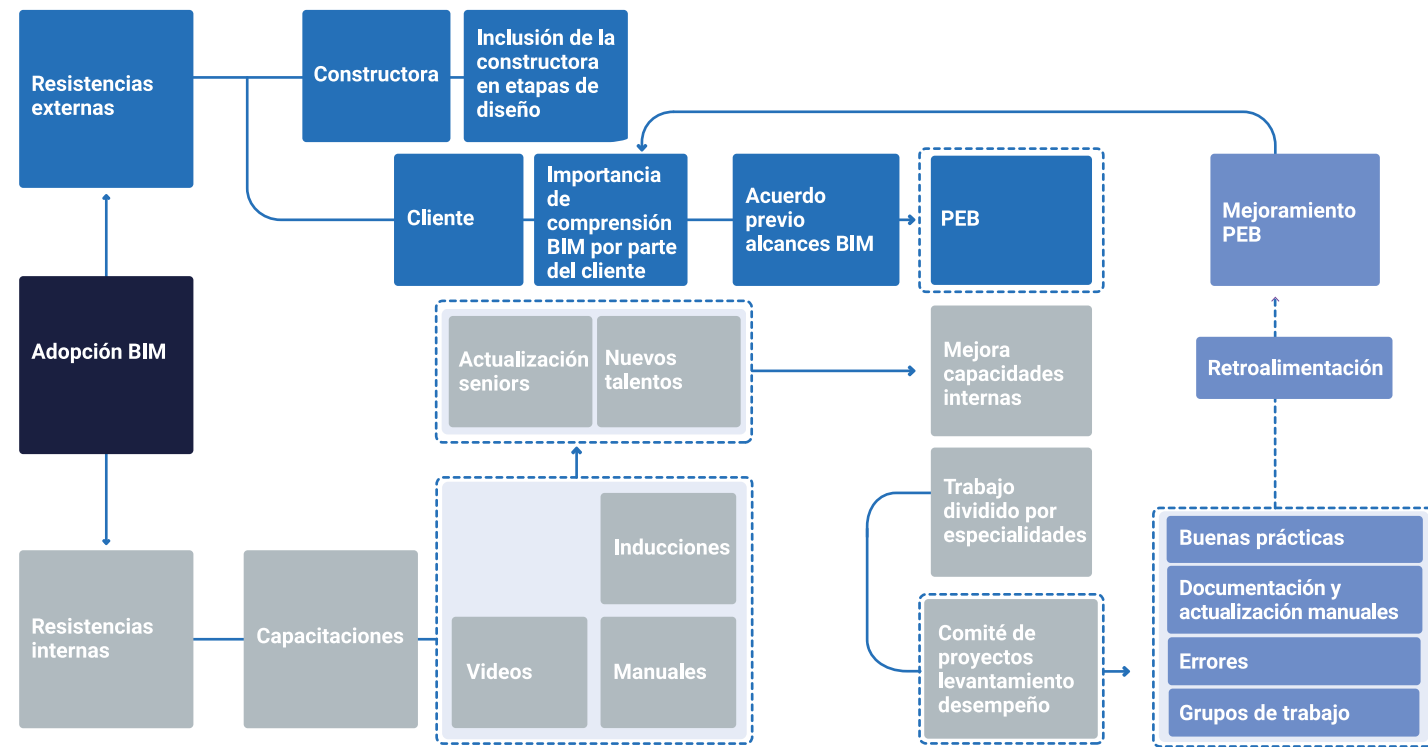 Resistencias
externas
Constructora
Inclusión de la
constructora
en etapas de
diseño
Cliente
Importancia
de
comprensión
BIM por parte
del cliente
Acuerdo
previo
alcances BIM
PEB
Mejoramiento
PEB
Adopción BIM
Actualización
seniors
Nuevos
talentos
Mejora
capacidades
internas
Retroalimentación
Trabajo
dividido por
especialidades
Resistencias
internas
Capacitaciones
Inducciones
Videos
Manuales
Comité de
proyectos
levantamiento
desempeño
Buenas prácticas
Documentación y
actualización manuales
Errores
Grupos de trabajo